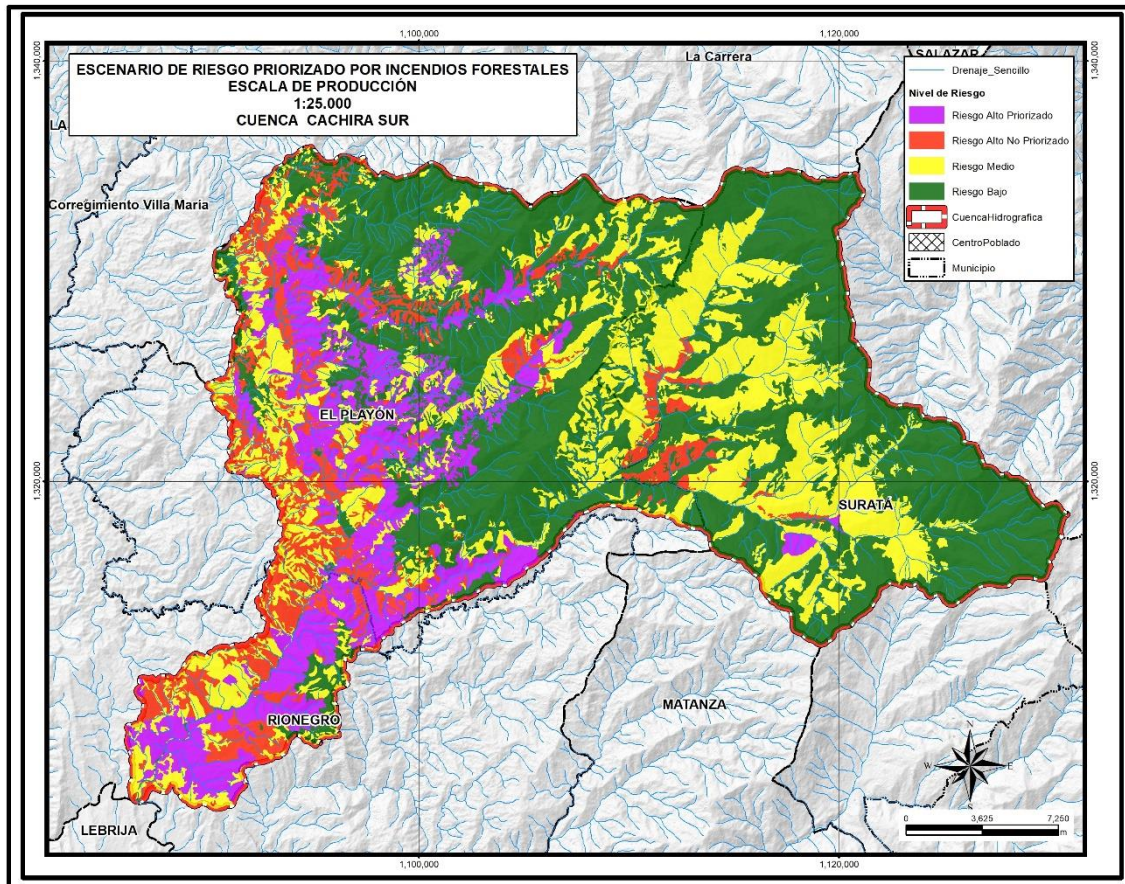 1,100,000
1,120,000
1,340,000
1,340,000
ESCENARIO DE RIESGO PRIORIZADO POR INCENDIOS FORESTALES
ESCALA DE PRODUCCIÓN
1:25.000
CUENCA CACHIRA SUR
La Carrera
SALAZAR
Drenaje_Sencillo
Nivel de Riesgo
Riesgo Alto Priorizado
Riesgo Alto No Priorizado
Riesgo Medio
Riesgo Bajo
CuencaHidrografica
CentroPoblado
Municipio
LA
Corregimiento Villa Maria
EL PLAYÓN
1,320,000
1,320,000
SURATÁ
MATANZA
RIONEGRO
LEBRIJA
N
W
E
S
0
3,625
7,250
m
1,100,000
1,120,000